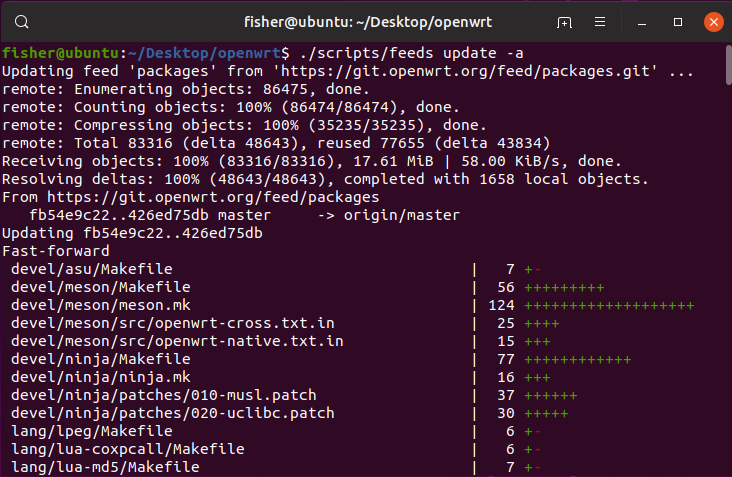 fisher@ubuntu: ~/Desktop/openwrt
fisher@ubuntu:~/Desktop/openwrt$ ./scripts/feeds update -a
Updating feed 'packages' from 'https://git.openwrt.org/feed/packages.git' ...
remote: Enumerating objects: 86475, done.
remote: Counting objects: 100% (86474/86474), done.
remote: Compressing objects: 100% (35235/35235), done.
remote: Total 83316 (delta 48643), reused 77655 (delta 43834)
Receiving objects: 100% (83316/83316), 17.61 MiB | 58.00 KiB/s, done.
Resolving deltas: 100% (48643/48643), completed with 1658 local objects.
From https://git.openwrt.org/feed/packages
   fb54e9c22..426ed75db master     -> origin/master
Updating fb54e9c22..426ed75db
Fast-forward
 devel/asu/Makefile                                 |   7 +-
 devel/meson/Makefile                               |  56 +++++++++
 devel/meson/meson.mk                               | 124 +++++++++++++++++++
 devel/meson/src/openwrt-cross.txt.in               |  25 ++++
 devel/meson/src/openwrt-native.txt.in              |  15 +++
 devel/ninja/Makefile                               |  77 ++++++++++++
 devel/ninja/ninja.mk                               |  16 +++
 devel/ninja/patches/010-musl.patch                 |  37 ++++++
 devel/ninja/patches/020-uclibc.patch               |  30 +++++
 lang/lpeg/Makefile                                 |   6 +-
 lang/lua-coxpcall/Makefile                         |   6 +-
 lang/lua-md5/Makefile                              |   7 +-